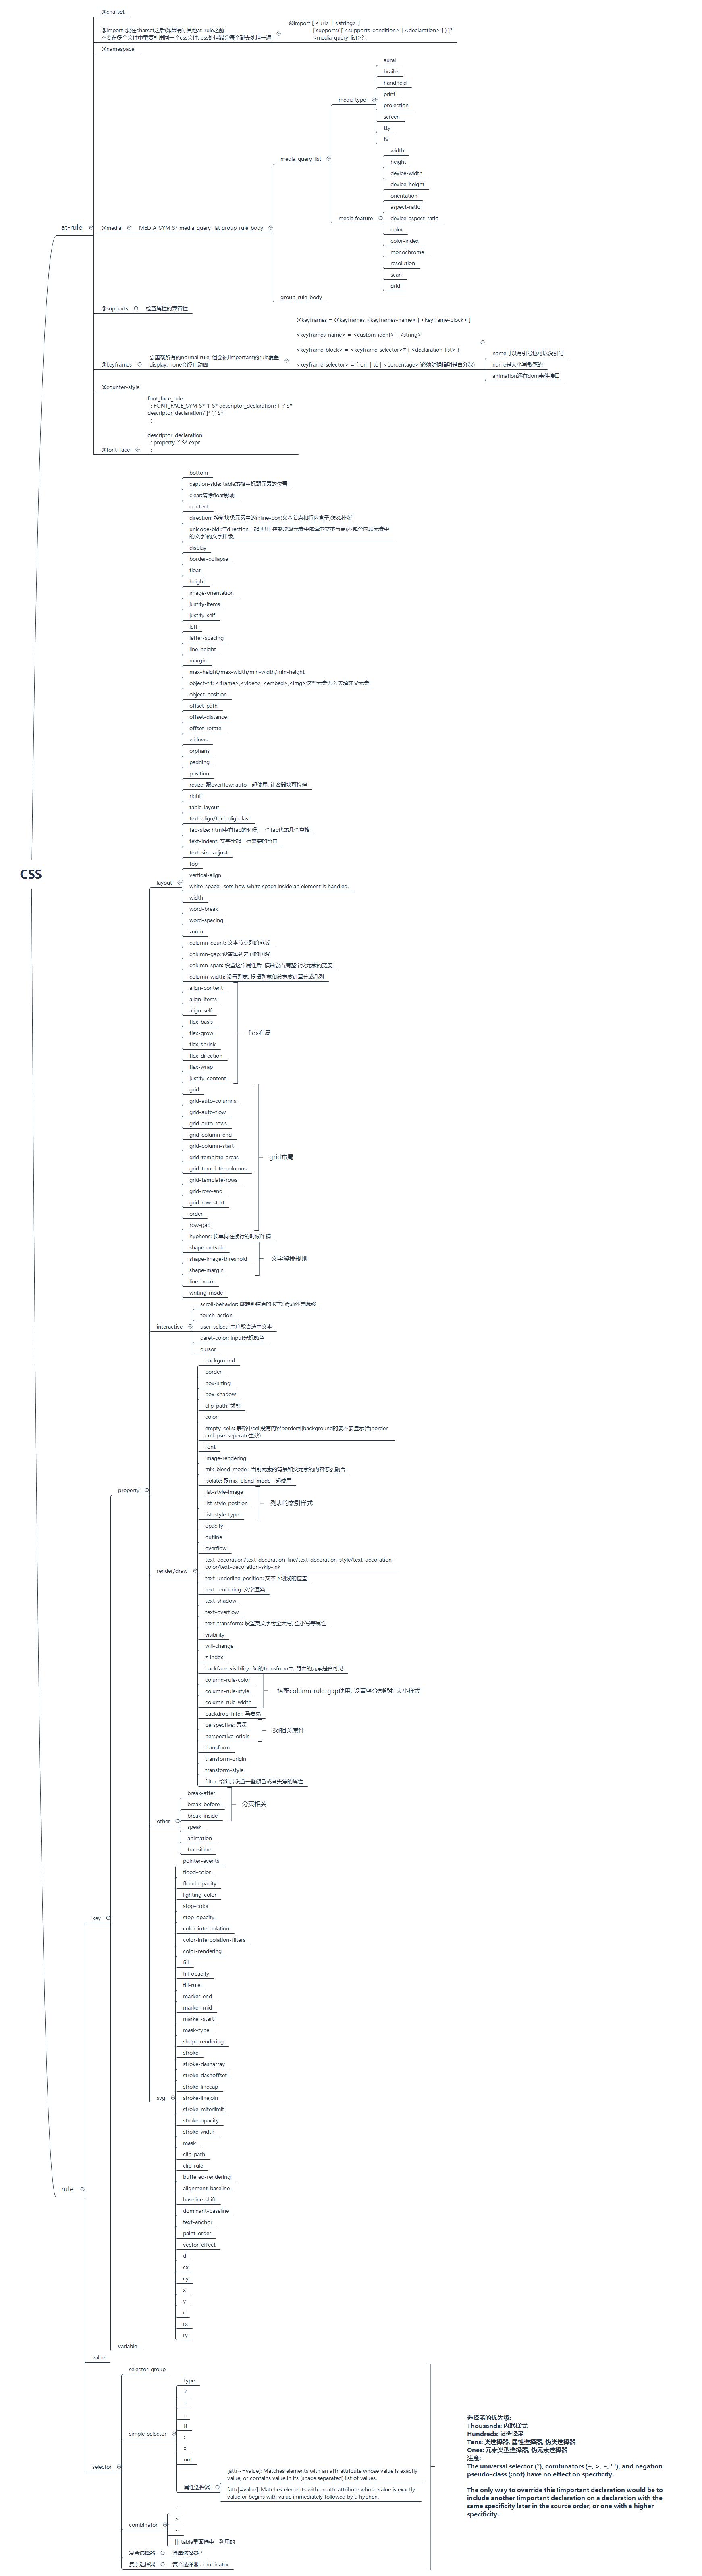 CSS
at-rule
@charset
@import :要在charset之后(如果有), 其他at-rule之前
不要在多个文件中重复引用同一个css文件, css处理器会每个都去处理一遍
@import [ <url> | <string> ]
[ supports( [ <supports-condition> | <declaration> ] ) ]?
<media-query-list>? ;
@namespace
@media
MEDIA_SYM S* media_query_list group_rule_body
media_query_list
media type
aural
braille
handheld
print
projection
screen
tty
tv
media feature
width
height
device-width
device-height
orientation
aspect-ratio
device-aspect-ratio
color
color-index
monochrome
resolution
scan
grid
group_rule_body
@supports
检查属性的兼容性
@keyframes
会重载所有的normal rule, 但会被!important的rule覆盖
display: none会终止动画
@keyframes = @keyframes <keyframes-name> { <keyframe-block> }
<keyframes-name> = <custom-ident> | <string>
<keyframe-block> = <keyframe-selector># { <declaration-list> }
<keyframe-selector> = from | to | <percentage>(必须明确指明是百分数)
name可以有引号也可以没引号
name是大小写敏感的
animation还有dom事件接口
@counter-style
@font-face
font_face_rule
: FONT_FACE_SYM S* '{' S* descriptor_declaration? [ ';' S*
descriptor_declaration? ]* '}' S*
;
descriptor_declaration
: property ':' S* expr
;
rule
key
property
layout
bottom
caption-side: table表格中标题元素的位置
clear:清除float影响
content
direction: 控制块级元素中的inline-box(文本节点和行内盒子)怎么排版
unicode-bidi:与direction一起使用, 控制块级元素中嵌套的文本节点(不包含内联元素中
的文字)的文字排版,
display
border-collapse
float
height
image-orientation
justify-items
justify-self
left
letter-spacing
line-height
margin
max-height/max-width/min-width/min-height
object-fit: <iframe>,<video>,<embed>,<img>这些元素怎么去填充父元素
object-position
offset-path
offset-distance
offset-rotate
widows
orphans
padding
position
resize: 跟overflow: auto一起使用, 让容器块可拉伸
right
table-layout
text-align/text-align-last
tab-size: html中有tab的时候, 一个tab代表几个空格
text-indent: 文字新起一行需要的留白
text-size-adjust
top
vertical-align
white-space:  sets how white space inside an element is handled.
width
word-break
word-spacing
zoom
column-count: 文本节点列的排版
column-gap: 设置每列之间的间隙
column-span: 设置这个属性后, 横轴会占满整个父元素的宽度
column-width: 设置列宽, 根据列宽和总宽度计算分成几列
align-content
align-items
align-self
flex-basis
flex-grow
flex-shrink
flex-direction
flex-wrap
justify-content
flex布局
grid
grid-auto-columns
grid-auto-flow
grid-auto-rows
grid-column-end
grid-column-start
grid-template-areas
grid-template-columns
grid-template-rows
grid-row-end
grid-row-start
order
row-gap
grid布局
hyphens: 长单词在换行的时候咋搞
shape-outside
shape-image-threshold
shape-margin
文字绕排规则
line-break
writing-mode
interactive
scroll-behavior: 跳转到锚点的形式: 滑动还是瞬移
touch-action
user-select: 用户能否选中文本
caret-color: input光标颜色
cursor
render/draw
background
border
box-sizing
box-shadow
clip-path: 裁剪
color
empty-cells: 表格中cell没有内容border和background的要不要显示(当border-
collapse: seperate生效)
font
image-rendering
mix-blend-mode : 当前元素的背景和父元素的内容怎么融合
isolate: 跟mix-blend-mode一起使用
list-style-image
list-style-position
list-style-type
列表的索引样式
opacity
outline
overflow
text-decoration/text-decoration-line/text-decoration-style/text-decoration-
color/text-decoration-skip-ink
text-underline-position: 文本下划线的位置
text-rendering: 文字渲染
text-shadow
text-overflow
text-transform: 设置英文字母全大写, 全小写等属性
visibility
will-change
z-index
backface-visibility: 3d的transform中, 背面的元素是否可见
column-rule-color
column-rule-style
column-rule-width
搭配column-rule-gap使用, 设置竖分割线打大小样式
backdrop-filter: 马赛克
perspective: 景深
perspective-origin
3d相关属性
transform
transform-origin
transform-style
filter: 给图片设置一些颜色或者失焦的属性
other
break-after
break-before
break-inside
分页相关
speak
animation
transition
svg
pointer-events
flood-color
flood-opacity
lighting-color
stop-color
stop-opacity
color-interpolation
color-interpolation-filters
color-rendering
fill
fill-opacity
fill-rule
marker-end
marker-mid
marker-start
mask-type
shape-rendering
stroke
stroke-dasharray
stroke-dashoffset
stroke-linecap
stroke-linejoin
stroke-miterlimit
stroke-opacity
stroke-width
mask
clip-path
clip-rule
buffered-rendering
alignment-baseline
baseline-shift
dominant-baseline
text-anchor
paint-order
vector-effect
d
cx
cy
x
y
r
rx
ry
variable
value
selector
selector-group
simple-selector
type
#
*
.
[]
:
::
not
属性选择器
[attr~=value]: Matches elements with an attr attribute whose value is exactly
value, or contains value in its (space separated) list of values.
[attr|=value]: Matches elements with an attr attribute whose value is exactly
value or begins with value immediately followed by a hyphen.
combinator
+
>
~
||: table里面选中一列用的
复合选择器
简单选择器 *
复杂选择器
复合选择器 combinator
选择器的优先级:
Thousands: 内联样式
Hundreds: id选择器
Tens: 类选择器, 属性选择器, 伪类选择器
Ones: 元素类型选择器, 伪元素选择器
注意:
The universal selector (*), combinators (+, >, ~, ' '), and negation
pseudo-class (:not) have no effect on specificity.
The only way to override this !important declaration would be to
include another !important declaration on a declaration with the
same specificity later in the source order, or one with a higher
specificity.